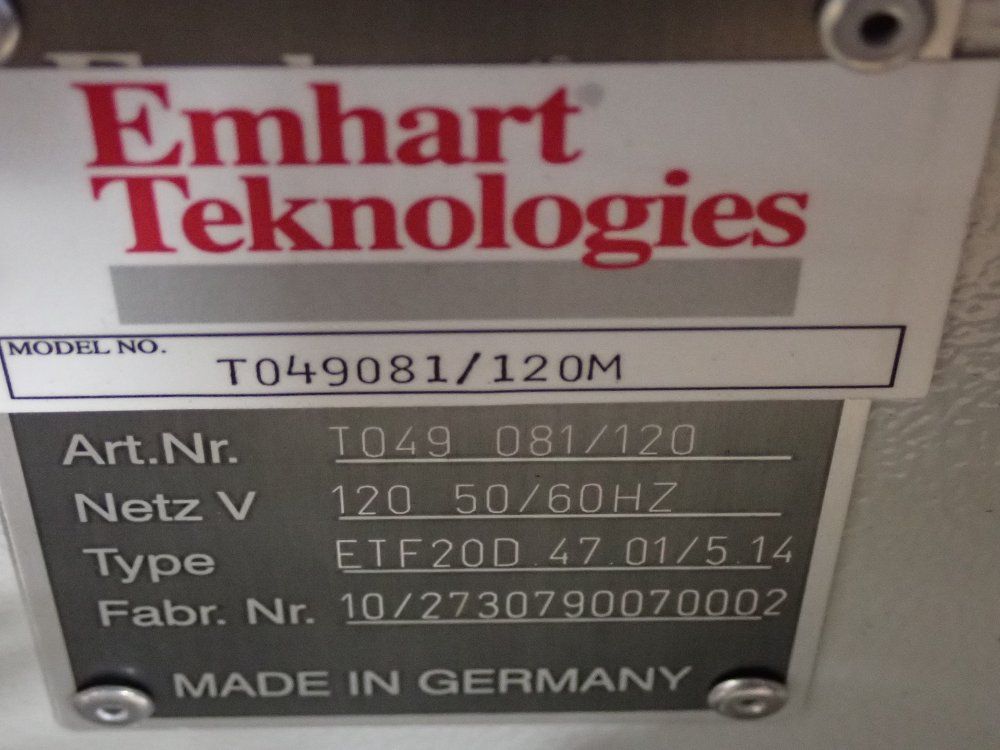 Emhart
Teknologies
MODEL NO. T049081/120M
Art.Nr. T049 081/120
Netz V 120 50/60HZ
Type ETF20D.47.01/5.14
Fabr. Nr. 10/2730790070002
MADE IN GERMANY